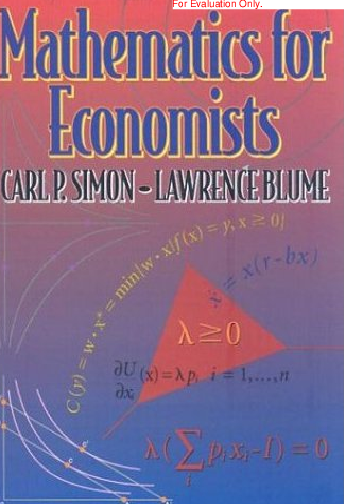 For Evaluation Only.
Mathematics for
Economists
CARL P. SIMON - LAWRENCE BLUME
C(y) = w · x* = min{w · x|f(x) = y, x ≥ 0}
ẋ = x(r - bx)
λ ≥ 0
∂U/∂xᵢ (x) = λpᵢ i = 1,.....,n
λ(∑ᵢ pᵢxᵢ-I) = 0